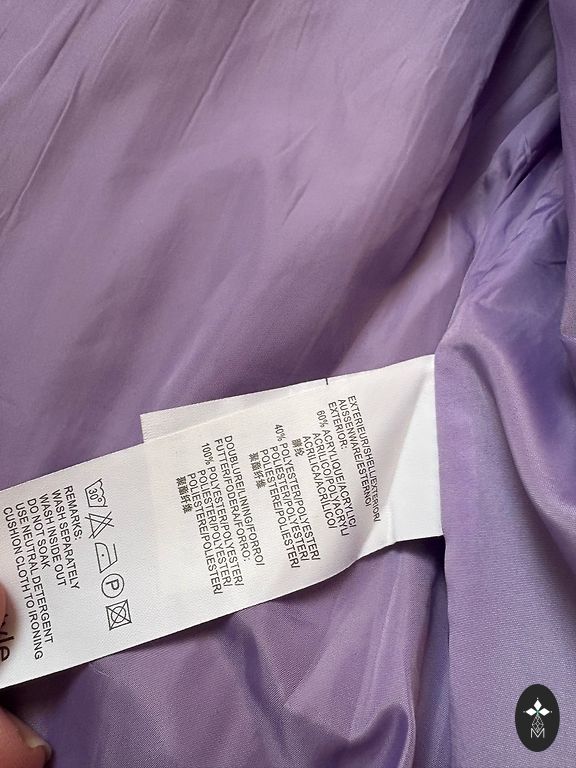 EXTERIEUR/SHELL/EXTERIOR/
AUSSENWARE/ESTERNO/
EXTERIOR:
60% ACRYLIQUE/ACRYLIC/
ACRILICO/POLYACRYL/
ACRILICA/ACRILICO/
腈纶
40% POLYESTER/POLYESTER/
POLIESTER/POLYESTER/
POLIESTERE/POLIESTER/
聚酯纤维
DOUBLURE/LINING/FORRO/
FUTTER/FODERA/FORRO:
100% POLYESTER/POLYESTER/
POLIESTER/POLYESTER/
POLIESTERE/POLIESTER/
聚酯纤维
30°
P
REMARKS:
WASH SEPARATELY
WASH INSIDE OUT
DO NOT SOAK
USE NEUTRAL DETERGENT
CUSHION CLOTH TO IRONING
M